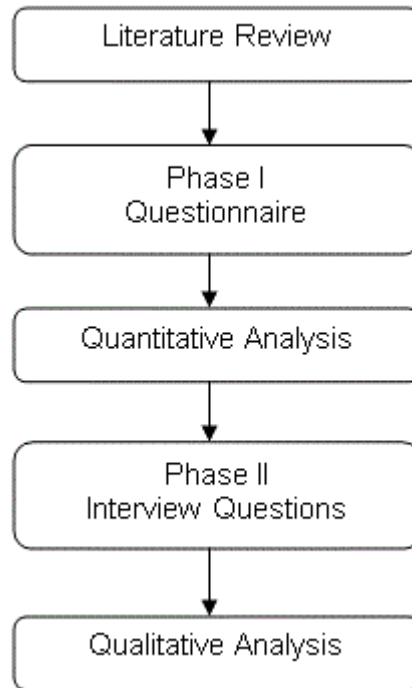 Literature Review
Phase I
Questionnaire
Quantitative Analysis
Phase II
Interview Questions
Qualitative Analysis